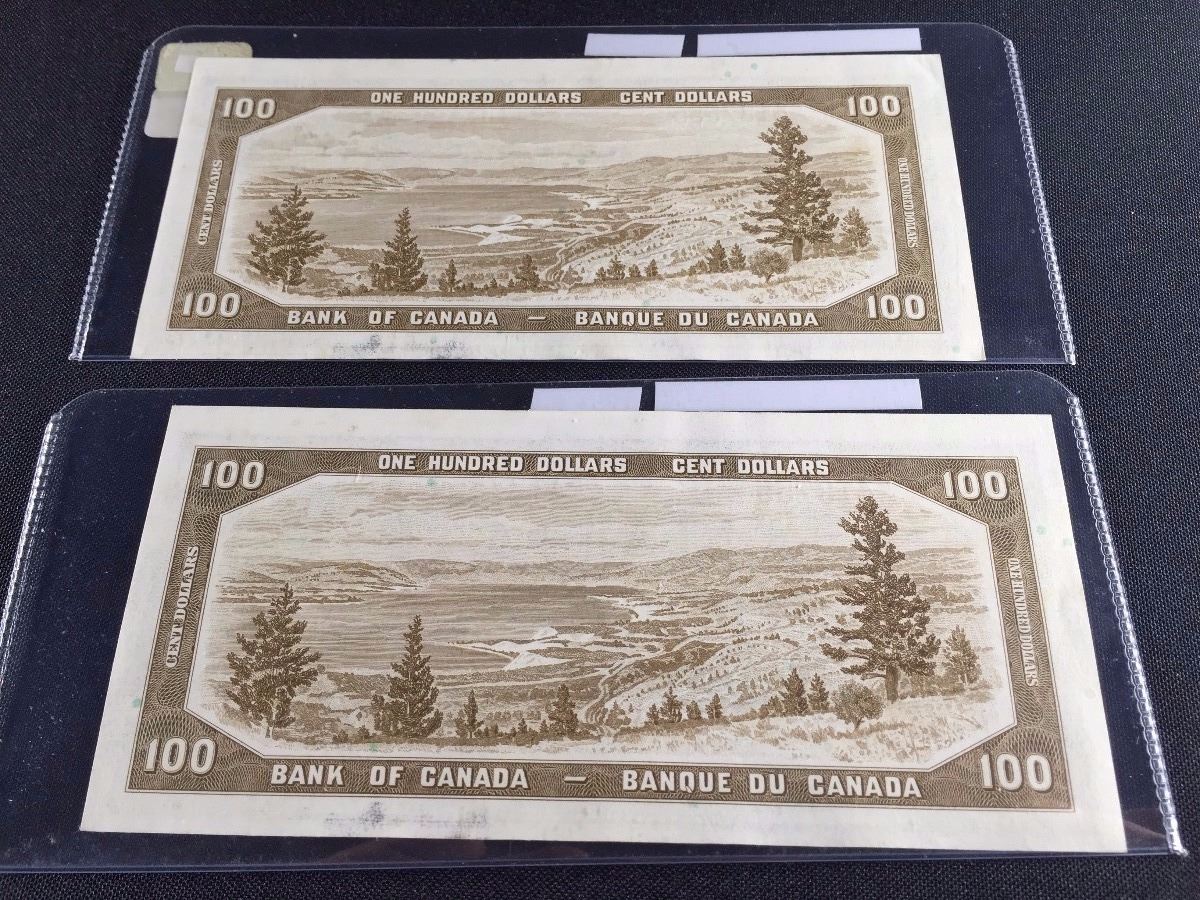 100 ONE HUNDRED DOLLARS CENT DOLLARS 100
CENT DOLLARS
ONE HUNDRED DOLLARS
100 BANK OF CANADA — BANQUE DU CANADA 100
100 ONE HUNDRED DOLLARS CENT DOLLARS 100
CENT DOLLARS
ONE HUNDRED DOLLARS
100 BANK OF CANADA — BANQUE DU CANADA 100